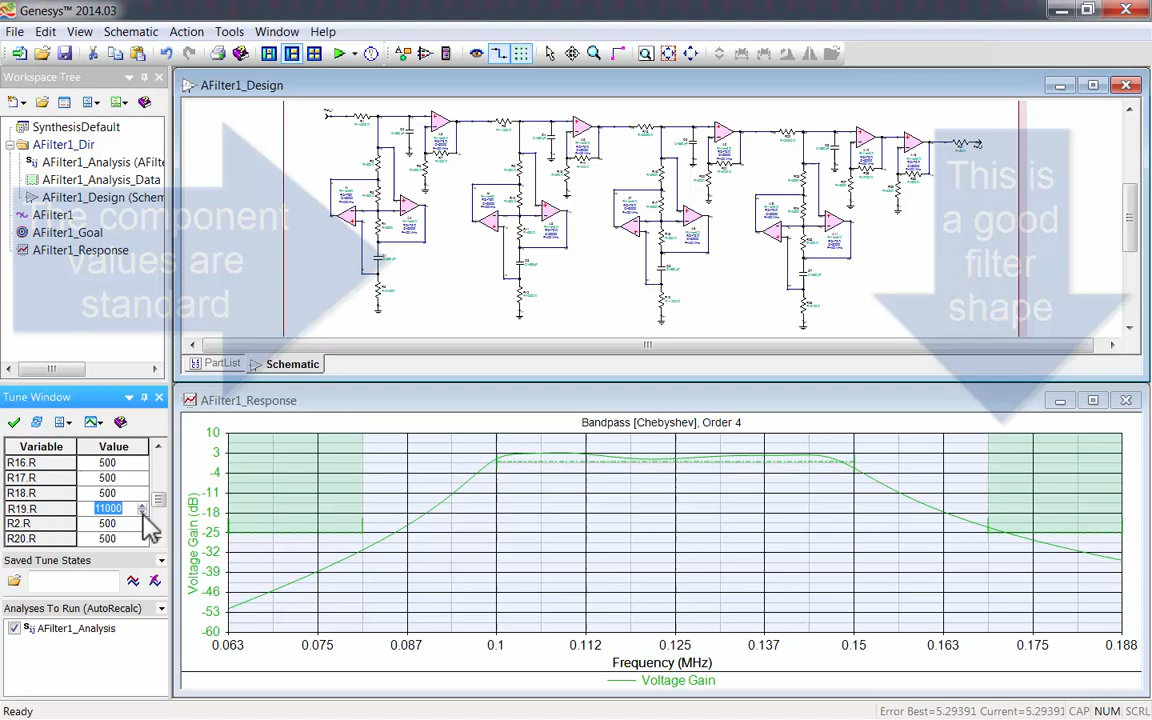 Genesys™ 2014.03
File Edit View Schematic Action Tools Window Help
Workspace Tree
SynthesisDefault
AFilter1_Dir
AFilter1_Analysis (AFilte
AFilter1_Analysis_Data
AFilter1_Design (Schem
AFilter1
AFilter1_Goal
AFilter1_Response
The component
values are
standard
AFilter1_Design
This is
a good
filter
shape
PartList Schematic
Tune Window
Variable Value
R16.R 500
R17.R 500
R18.R 500
R19.R 11000
R2.R 500
R20.R 500
Saved Tune States
Analyses To Run (AutoRecalc)
AFilter1_Analysis
AFilter1_Response
Bandpass [Chebyshev], Order 4
Voltage Gain (dB)
10
3
-4
-11
-18
-25
-32
-39
-46
-53
-60
0.063 0.075 0.087 0.1 0.112 0.125 0.137 0.15 0.163 0.175 0.188
Frequency (MHz)
Voltage Gain
Ready
Error Best=5.29391 Current=5.29391 CAP NUM SCRL